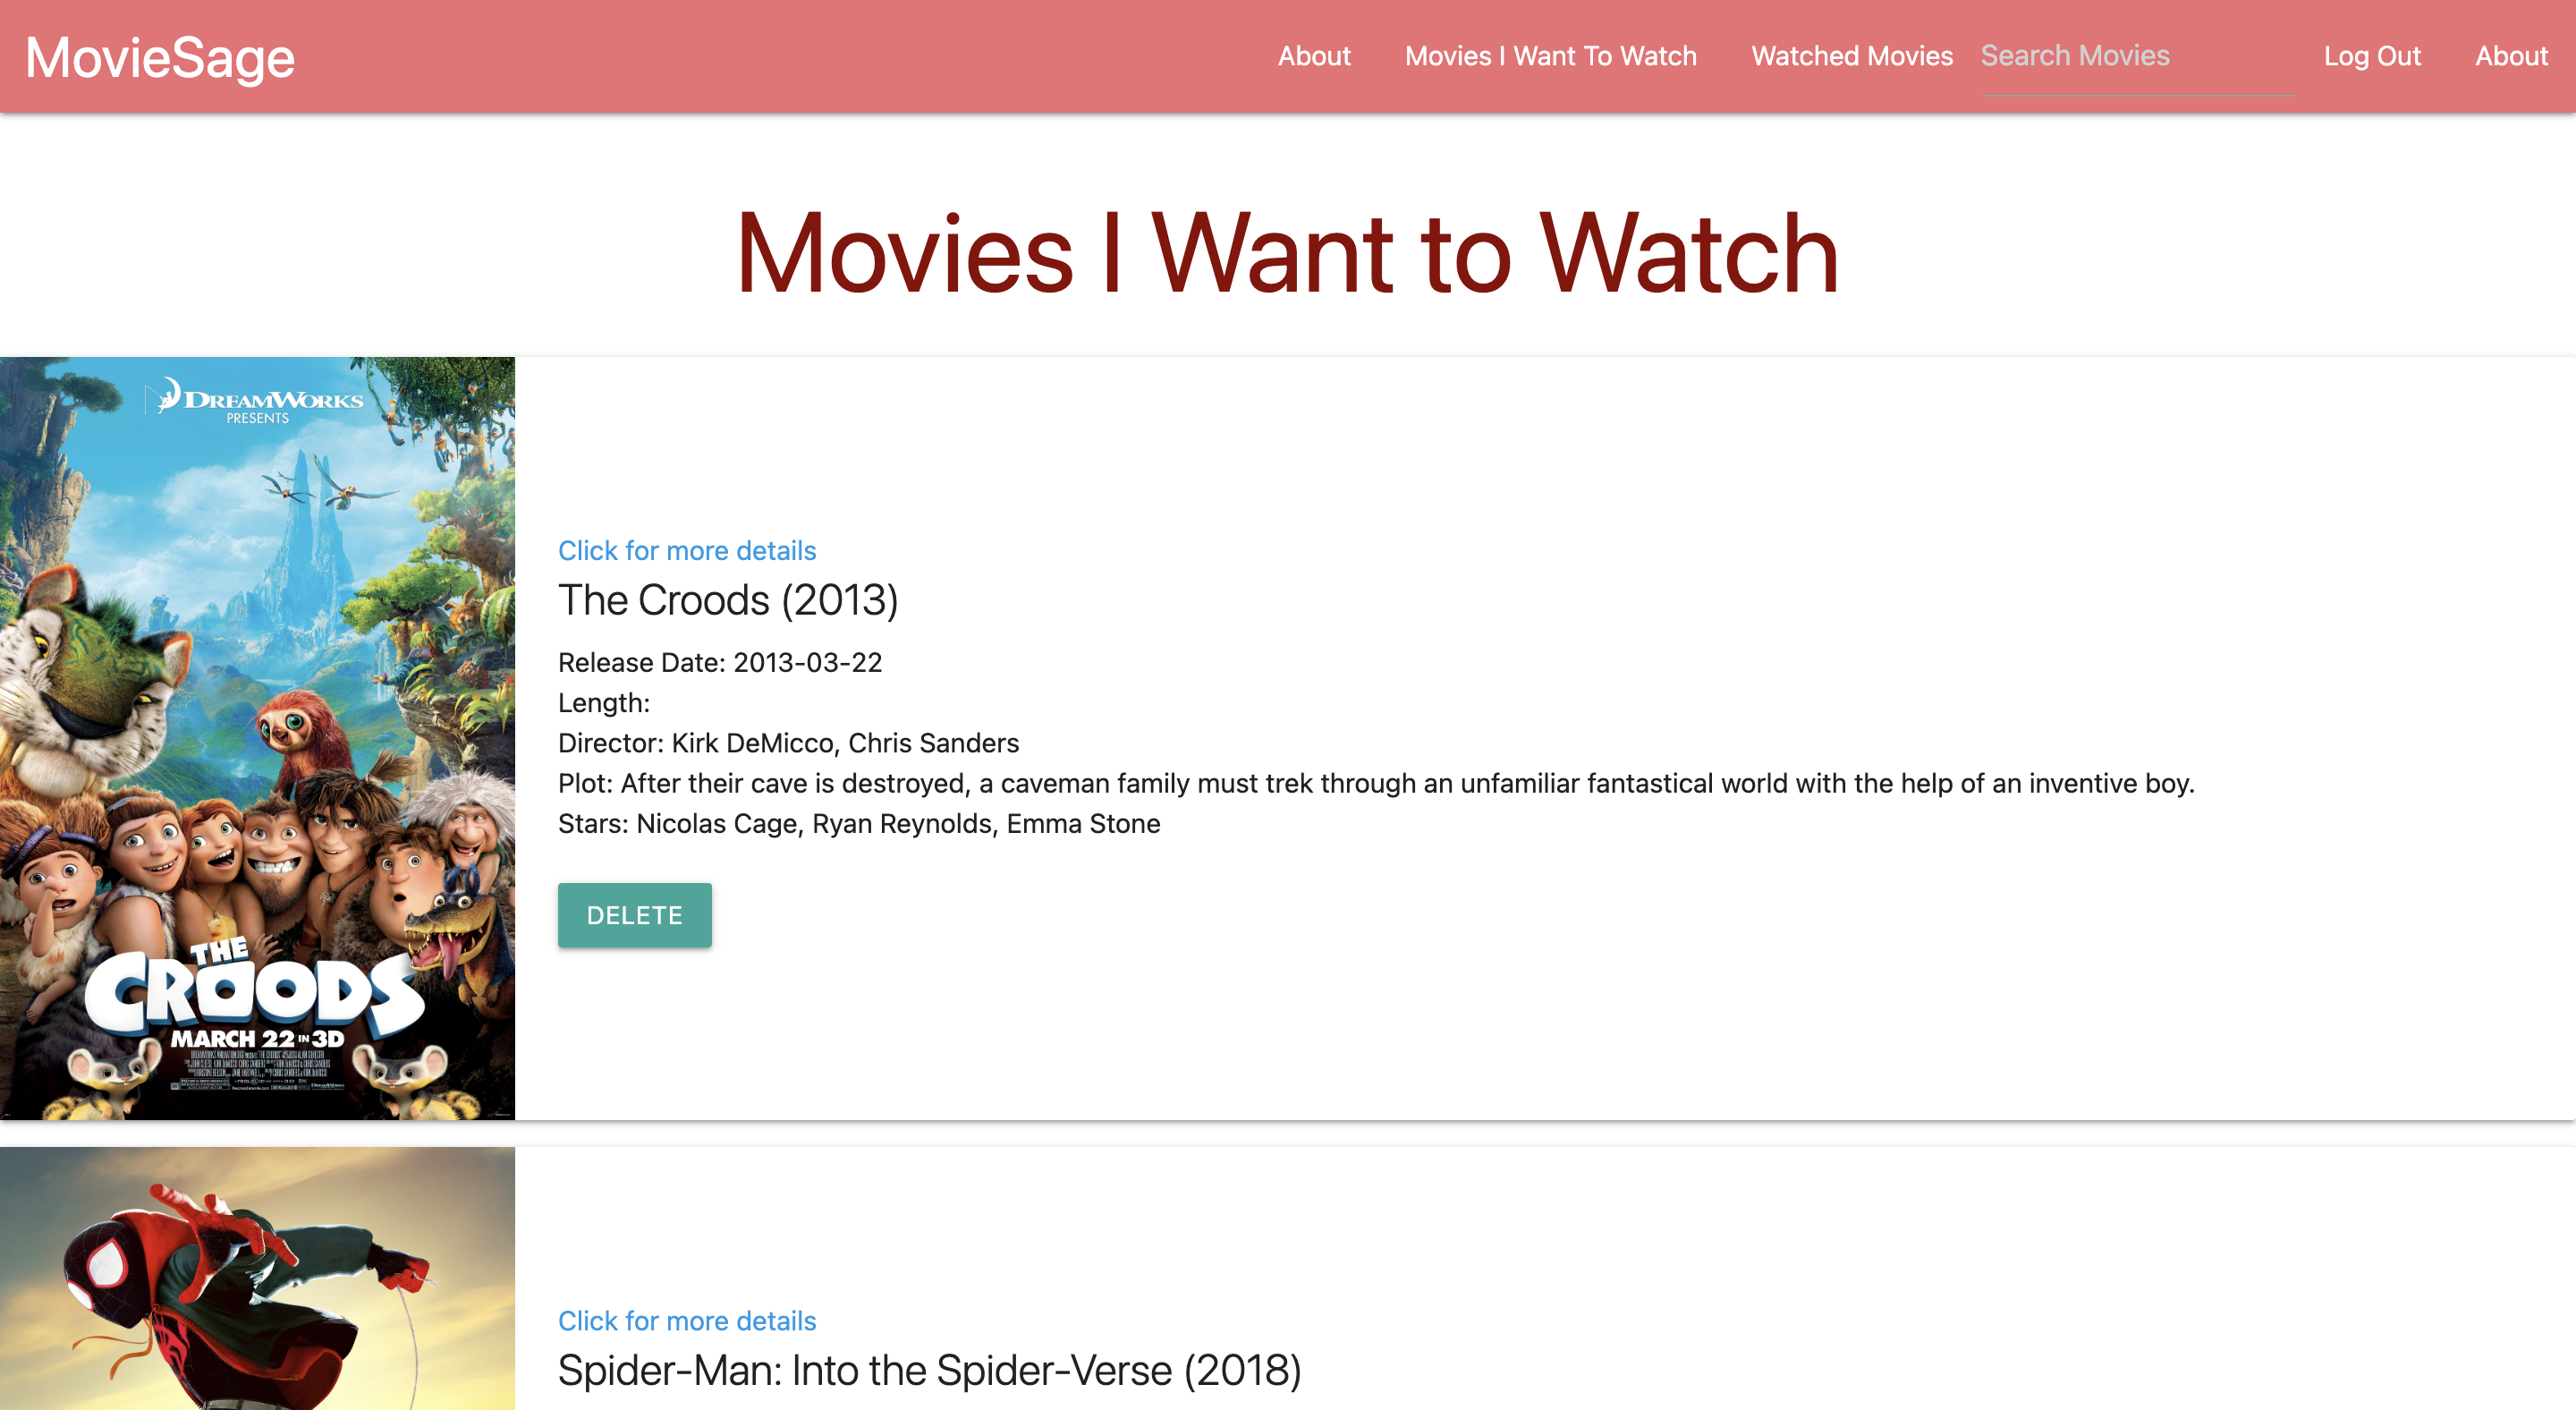 MovieSage
About
Movies I Want To Watch
Watched Movies
Search Movies
Log Out
About
Movies I Want to Watch
DREAMWORKS
PRESENTS
THE
CROODS
MARCH 22 IN 3D
Click for more details
The Croods (2013)
Release Date: 2013-03-22
Length:
Director: Kirk DeMicco, Chris Sanders
Plot: After their cave is destroyed, a caveman family must trek through an unfamiliar fantastical world with the help of an inventive boy.
Stars: Nicolas Cage, Ryan Reynolds, Emma Stone
DELETE
Click for more details
Spider-Man: Into the Spider-Verse (2018)